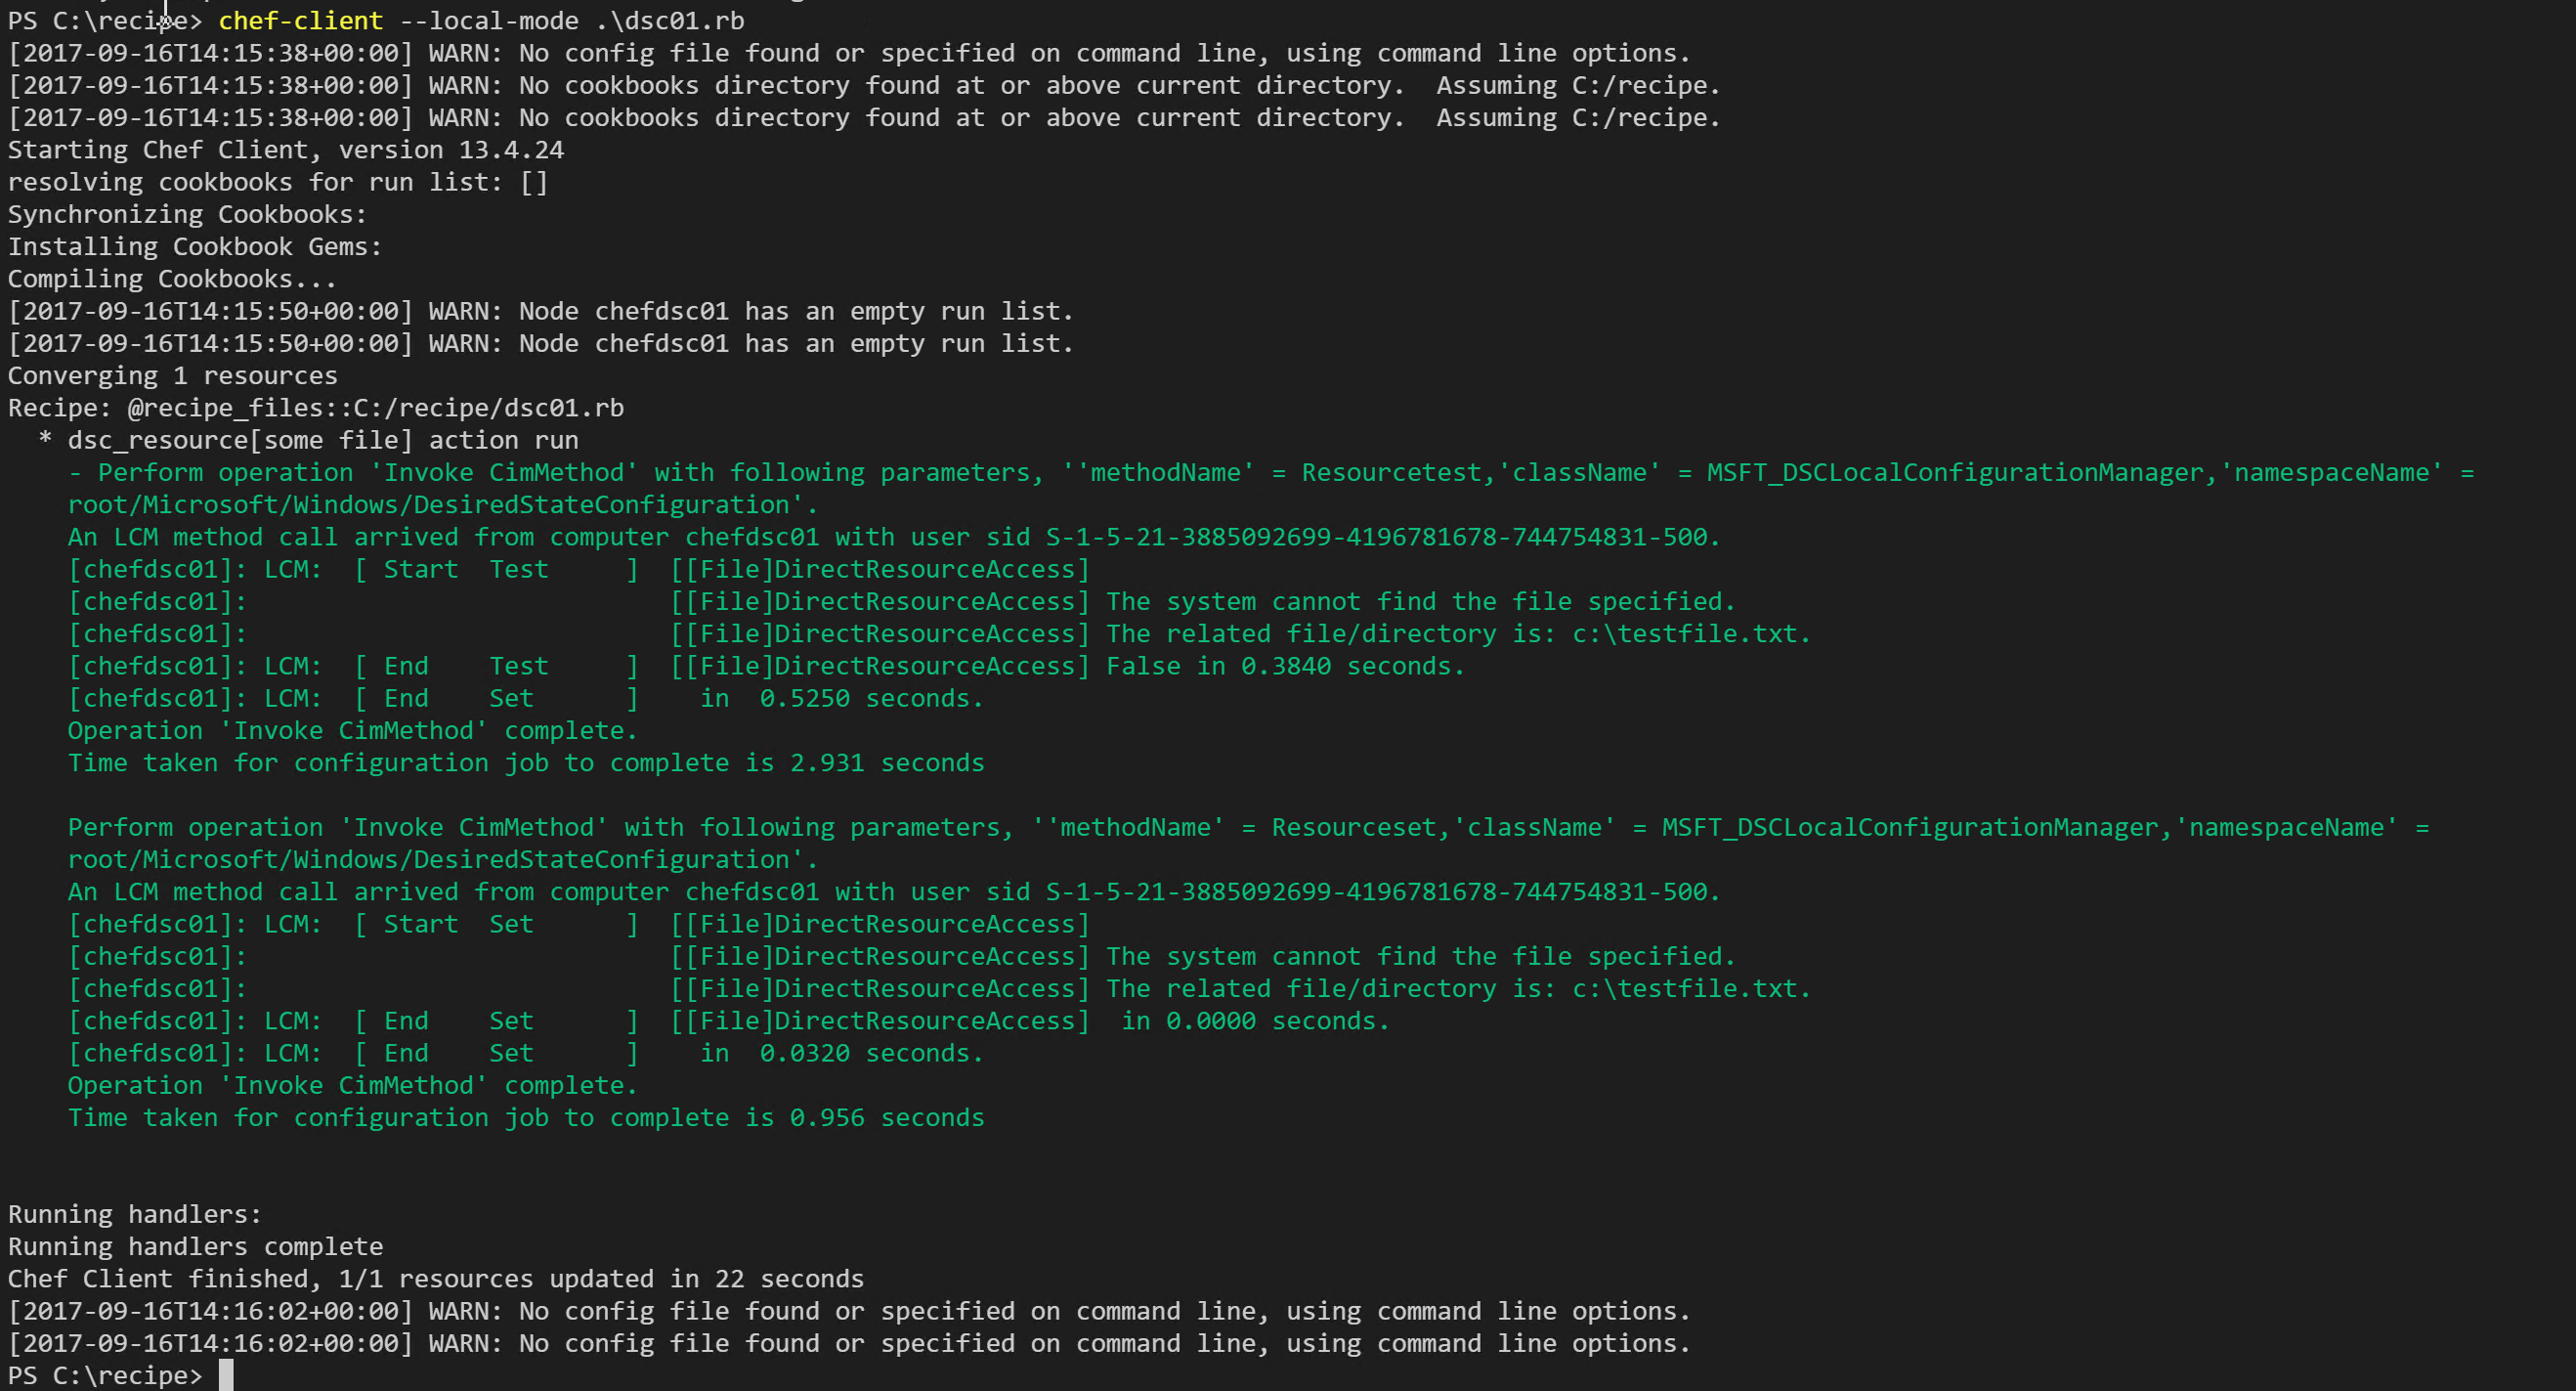 PS C:\recipe> chef-client --local-mode .\dsc01.rb
[2017-09-16T14:15:38+00:00] WARN: No config file found or specified on command line, using command line options.
[2017-09-16T14:15:38+00:00] WARN: No cookbooks directory found at or above current directory.  Assuming C:/recipe.
[2017-09-16T14:15:38+00:00] WARN: No cookbooks directory found at or above current directory.  Assuming C:/recipe.
Starting Chef Client, version 13.4.24
resolving cookbooks for run list: []
Synchronizing Cookbooks:
Installing Cookbook Gems:
Compiling Cookbooks...
[2017-09-16T14:15:50+00:00] WARN: Node chefdsc01 has an empty run list.
[2017-09-16T14:15:50+00:00] WARN: Node chefdsc01 has an empty run list.
Converging 1 resources
Recipe: @recipe_files::C:/recipe/dsc01.rb
  * dsc_resource[some file] action run
    - Perform operation 'Invoke CimMethod' with following parameters, ''methodName' = Resourcetest,'className' = MSFT_DSCLocalConfigurationManager,'namespaceName' =
    root/Microsoft/Windows/DesiredStateConfiguration'.
    An LCM method call arrived from computer chefdsc01 with user sid S-1-5-21-3885092699-4196781678-744754831-500.
    [chefdsc01]: LCM:  [ Start  Test     ]  [[File]DirectResourceAccess]
    [chefdsc01]:                            [[File]DirectResourceAccess] The system cannot find the file specified.
    [chefdsc01]:                            [[File]DirectResourceAccess] The related file/directory is: c:\testfile.txt.
    [chefdsc01]: LCM:  [ End    Test     ]  [[File]DirectResourceAccess] False in 0.3840 seconds.
    [chefdsc01]: LCM:  [ End    Set      ]    in  0.5250 seconds.
    Operation 'Invoke CimMethod' complete.
    Time taken for configuration job to complete is 2.931 seconds
    Perform operation 'Invoke CimMethod' with following parameters, ''methodName' = Resourceset,'className' = MSFT_DSCLocalConfigurationManager,'namespaceName' =
    root/Microsoft/Windows/DesiredStateConfiguration'.
    An LCM method call arrived from computer chefdsc01 with user sid S-1-5-21-3885092699-4196781678-744754831-500.
    [chefdsc01]: LCM:  [ Start  Set      ]  [[File]DirectResourceAccess]
    [chefdsc01]:                            [[File]DirectResourceAccess] The system cannot find the file specified.
    [chefdsc01]:                            [[File]DirectResourceAccess] The related file/directory is: c:\testfile.txt.
    [chefdsc01]: LCM:  [ End    Set      ]  [[File]DirectResourceAccess]  in 0.0000 seconds.
    [chefdsc01]: LCM:  [ End    Set      ]    in  0.0320 seconds.
    Operation 'Invoke CimMethod' complete.
    Time taken for configuration job to complete is 0.956 seconds
Running handlers:
Running handlers complete
Chef Client finished, 1/1 resources updated in 22 seconds
[2017-09-16T14:16:02+00:00] WARN: No config file found or specified on command line, using command line options.
[2017-09-16T14:16:02+00:00] WARN: No config file found or specified on command line, using command line options.
PS C:\recipe>